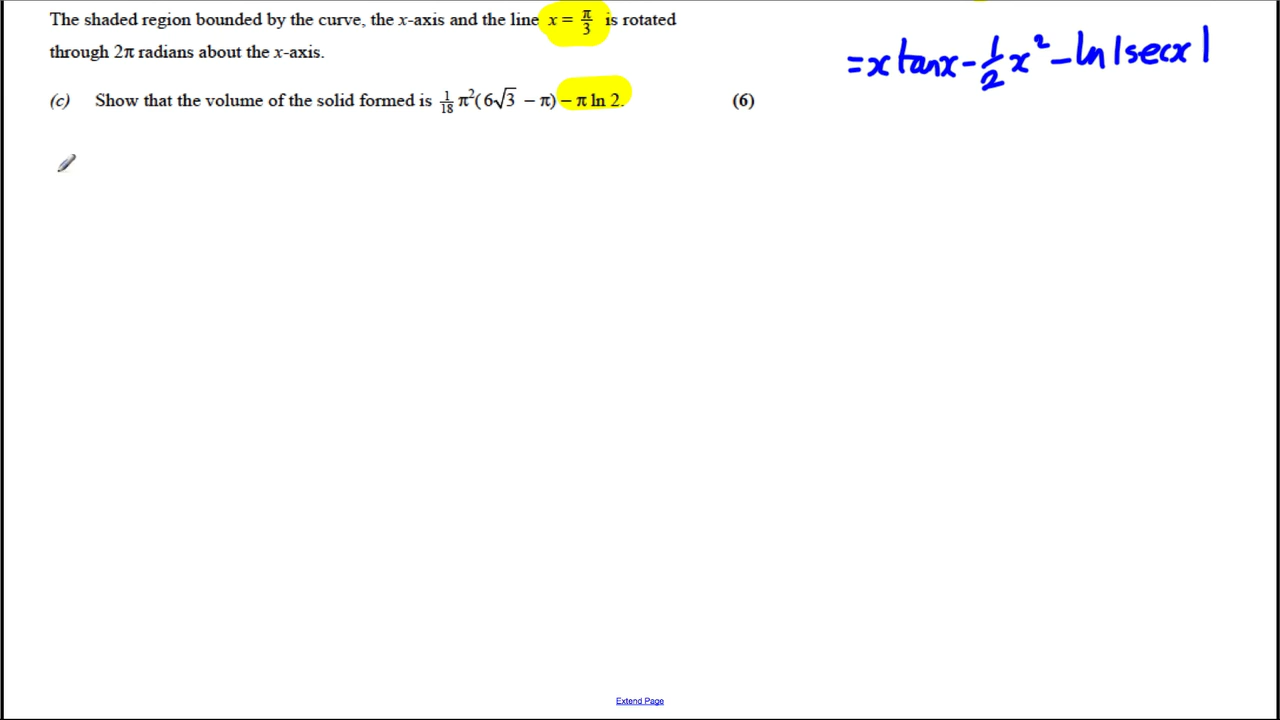 The shaded region bounded by the curve, the x-axis and the line x = π/3 is rotated
through 2π radians about the x-axis.
= x tanx - 1/2 x² - ln|secx|
(c) Show that the volume of the solid formed is 1/18 π²(6√3 − π) − π ln 2. (6)
Extend Page